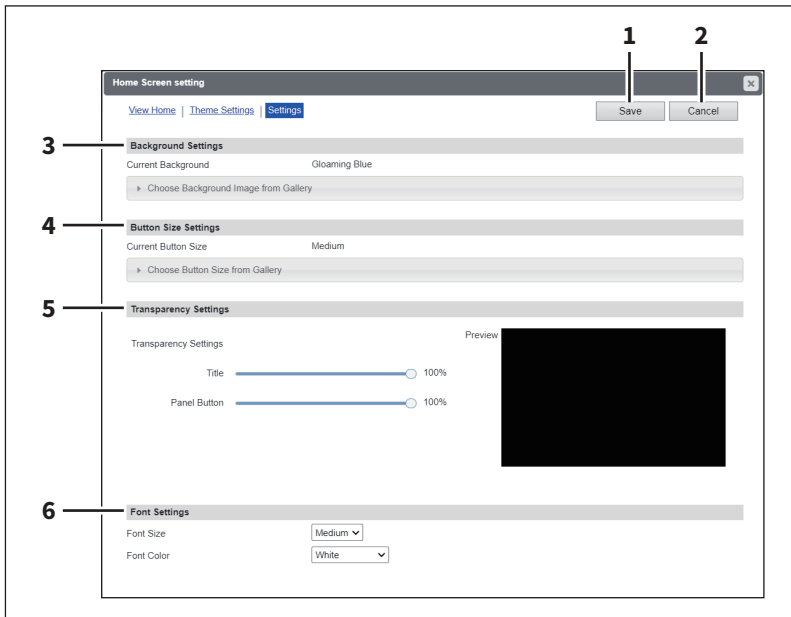 1 2
Home Screen setting
View Home | Theme Settings | Settings Save Cancel
3 Background Settings
Current Background Gloaming Blue
Choose Background Image from Gallery
4 Button Size Settings
Current Button Size Medium
Choose Button Size from Gallery
5 Transparency Settings
Preview
Transparency Settings
Title 100%
Panel Button 100%
6 Font Settings
Font Size Medium
Font Color White